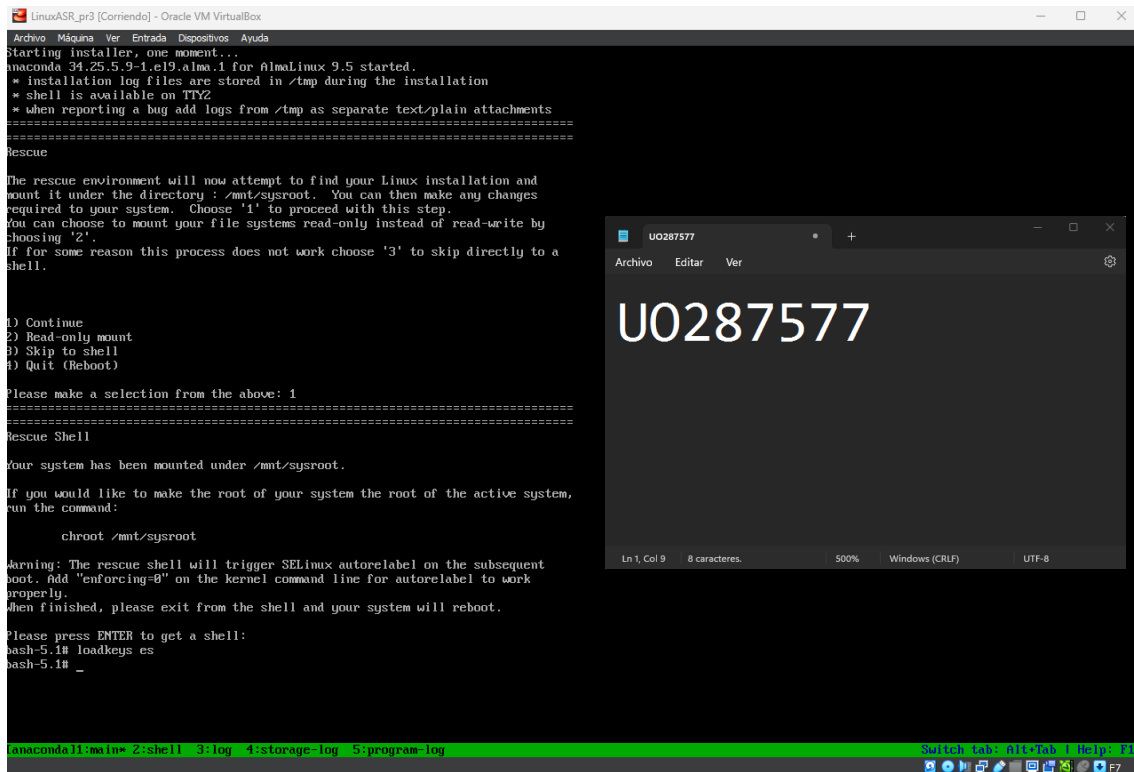 LinuxASR_pr3 [Corriendo] - Oracle VM VirtualBox
Archivo Máquina Ver Entrada Dispositivos Ayuda
Starting installer, one moment...
anaconda 34.25.5.9-1.el9.alma.1 for AlmaLinux 9.5 started.
* installation log files are stored in /tmp during the installation
* shell is available on TTY2
* when reporting a bug add logs from /tmp as separate text/plain attachments
================================================================================
================================================================================
Rescue
The rescue environment will now attempt to find your Linux installation and
mount it under the directory : /mnt/sysroot.  You can then make any changes
required to your system.  Choose '1' to proceed with this step.
You can choose to mount your file systems read-only instead of read-write by
choosing '2'.
If for some reason this process does not work choose '3' to skip directly to a
shell.
1) Continue
2) Read-only mount
3) Skip to shell
4) Quit (Reboot)
Please make a selection from the above: 1
================================================================================
================================================================================
Rescue Shell
Your system has been mounted under /mnt/sysroot.
If you would like to make the root of your system the root of the active system,
run the command:
chroot /mnt/sysroot
Warning: The rescue shell will trigger SELinux autorelabel on the subsequent
boot. Add "enforcing=0" on the kernel command line for autorelabel to work
properly.
When finished, please exit from the shell and your system will reboot.
Please press ENTER to get a shell:
bash-5.1# loadkeys es
bash-5.1# _
[anaconda]1:main* 2:shell  3:log  4:storage-log  5:program-log
Switch tab: Alt+Tab | Help: F1
F7
UO287577
Archivo Editar Ver
UO287577
Ln 1, Col 9 8 caracteres. 500% Windows (CRLF) UTF-8